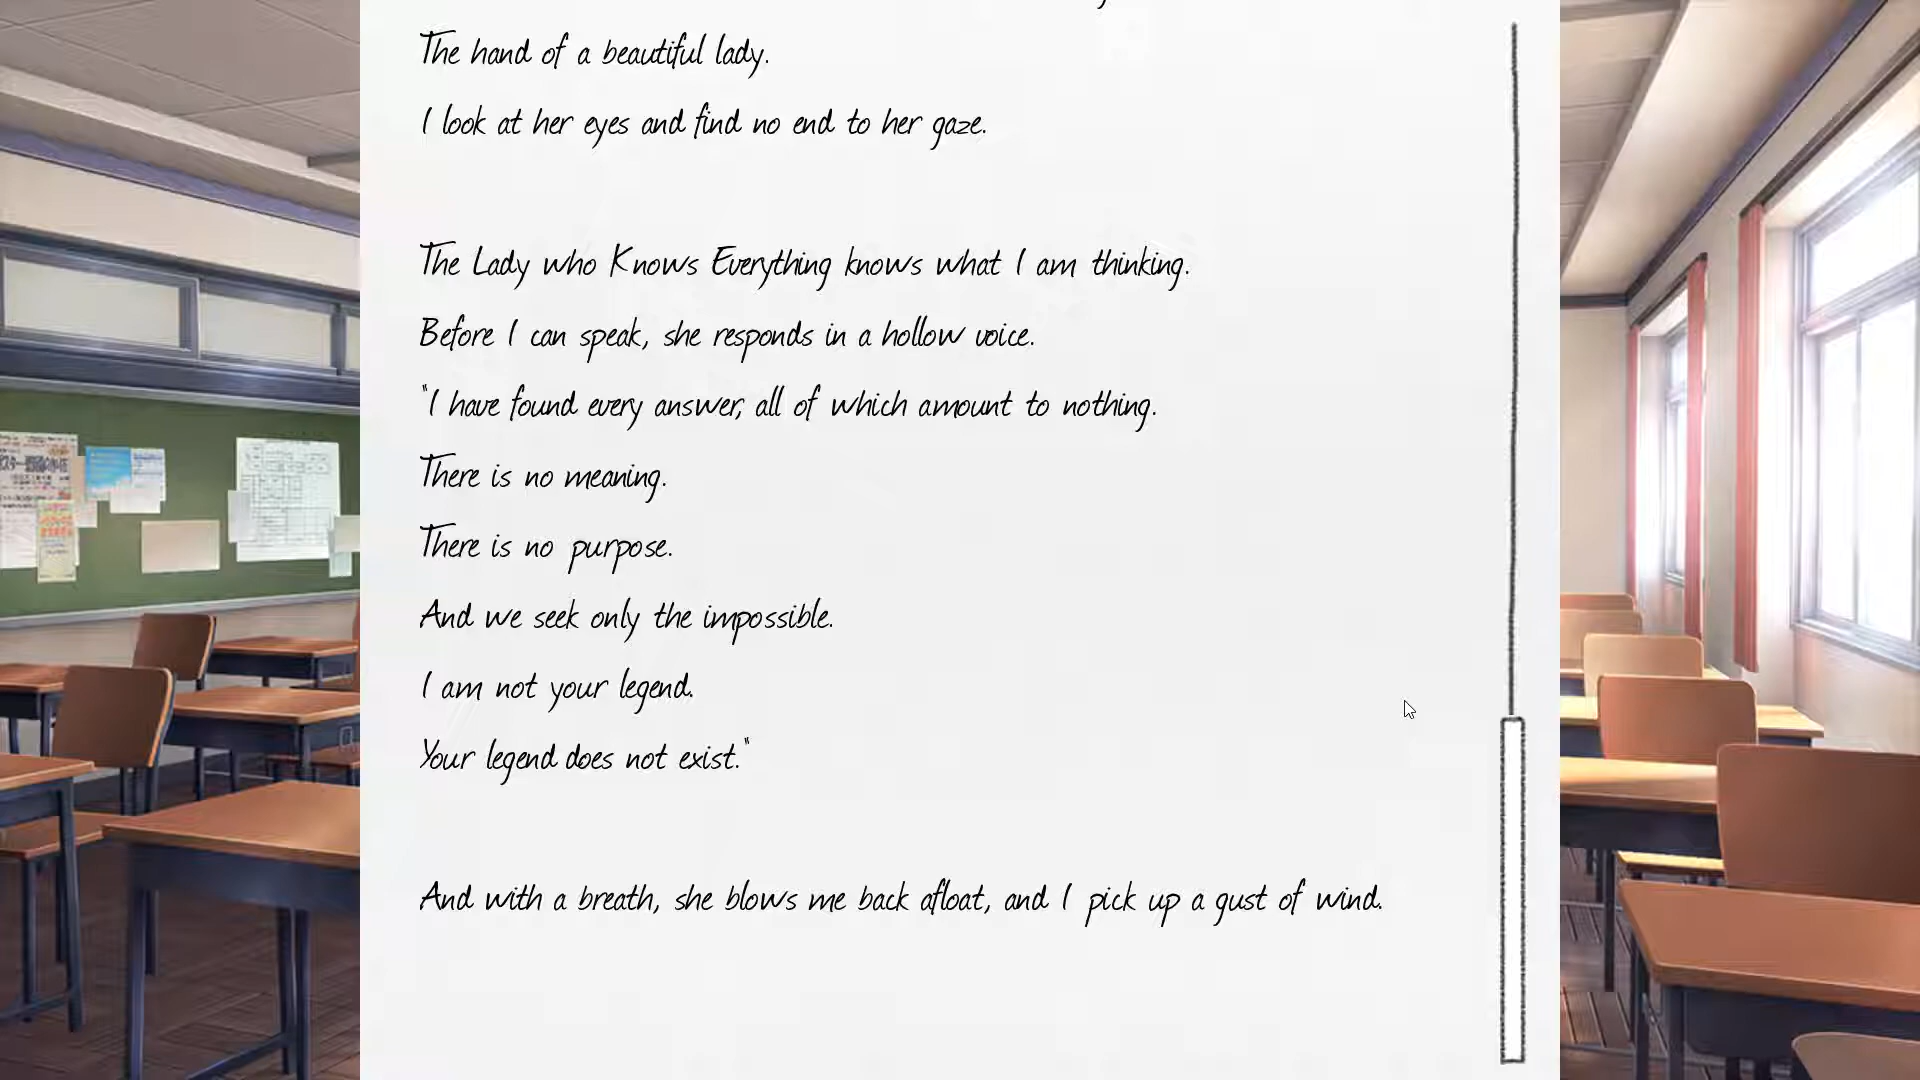 The hand of a beautiful lady.
I look at her eyes and find no end to her gaze.
The Lady who Knows Everything knows what I am thinking.
Before I can speak, she responds in a hollow voice.
"I have found every answer, all of which amount to nothing.
There is no meaning.
There is no purpose.
And we seek only the impossible.
I am not your legend.
Your legend does not exist."
And with a breath, she blows me back afloat, and I pick up a gust of wind.